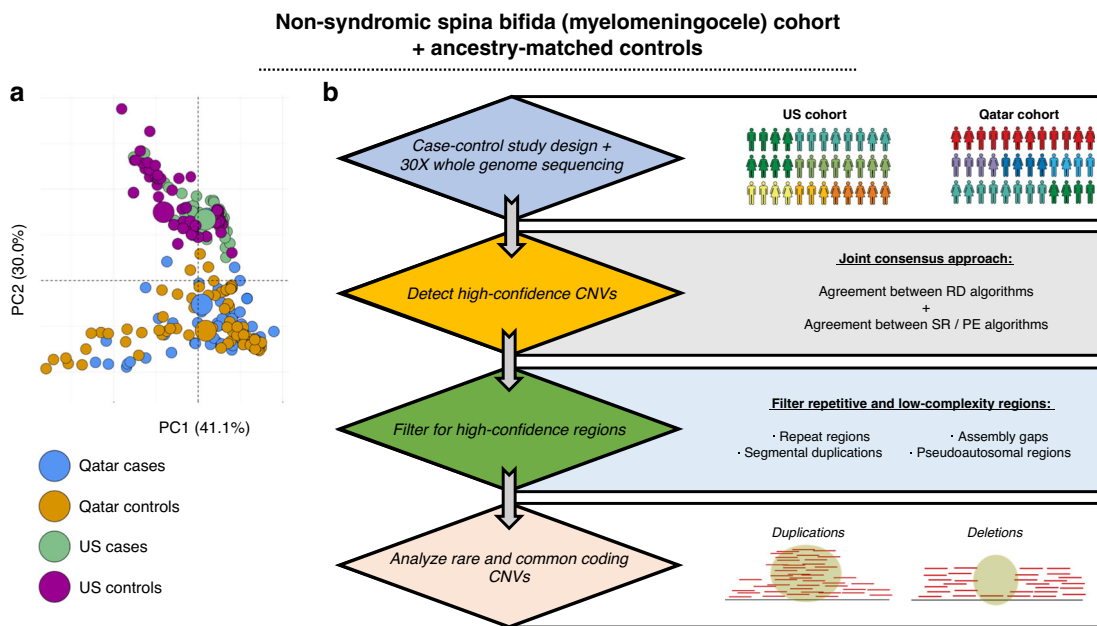 Non-syndromic spina bifida (myelomeningocele) cohort
+ ancestry-matched controls
a
PC2 (30.0%)
PC1 (41.1%)
Qatar cases
Qatar controls
US cases
US controls
b
Case-control study design +
30X whole genome sequencing
US cohort
Qatar cohort
Detect high-confidence CNVs
Joint consensus approach:
Agreement between RD algorithms
+
Agreement between SR / PE algorithms
Filter for high-confidence regions
Filter repetitive and low-complexity regions:
· Repeat regions
· Segmental duplications
· Assembly gaps
· Pseudoautosomal regions
Analyze rare and common coding
CNVs
Duplications
Deletions